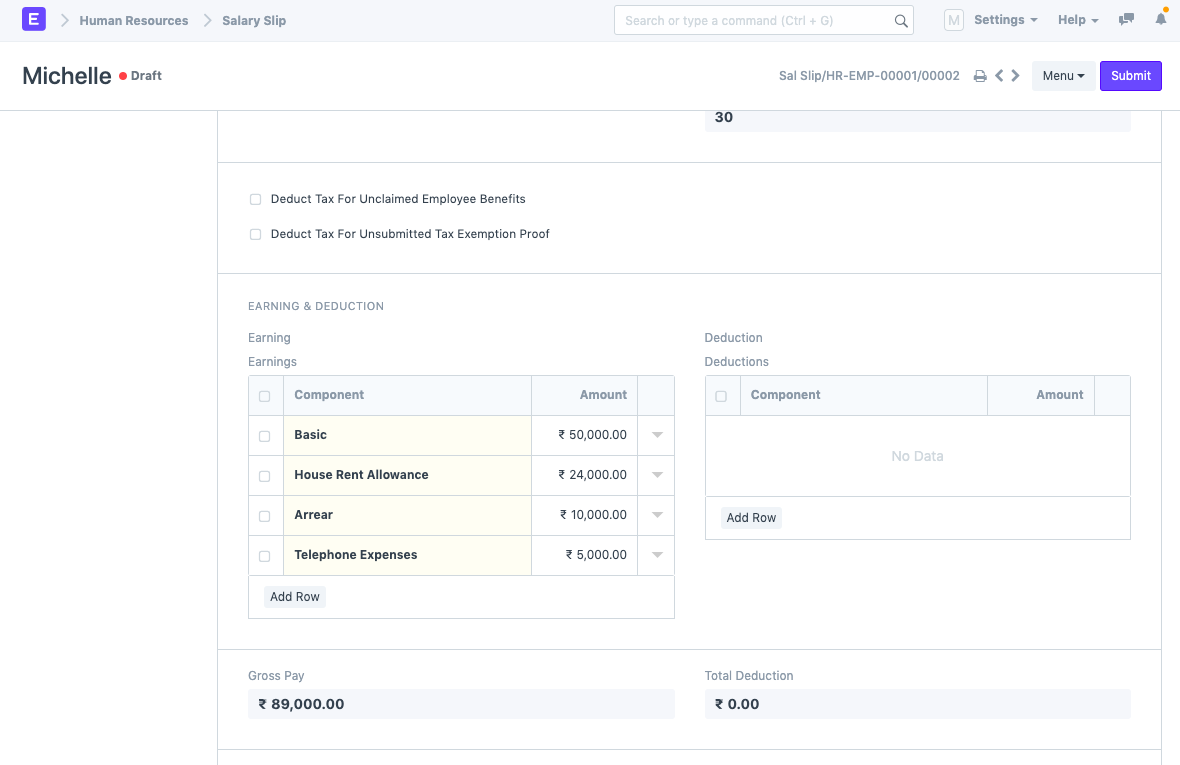 E Human Resources Salary Slip Search or type a command (Ctrl + G) M Settings Help
Michelle Draft Sal Slip/HR-EMP-00001/00002 Menu Submit
30
Deduct Tax For Unclaimed Employee Benefits
Deduct Tax For Unsubmitted Tax Exemption Proof
EARNING & DEDUCTION
Earning
Earnings
Component Amount
Basic ₹ 50,000.00
House Rent Allowance ₹ 24,000.00
Arrear ₹ 10,000.00
Telephone Expenses ₹ 5,000.00
Add Row
Deduction
Deductions
Component Amount
No Data
Add Row
Gross Pay
₹ 89,000.00
Total Deduction
₹ 0.00